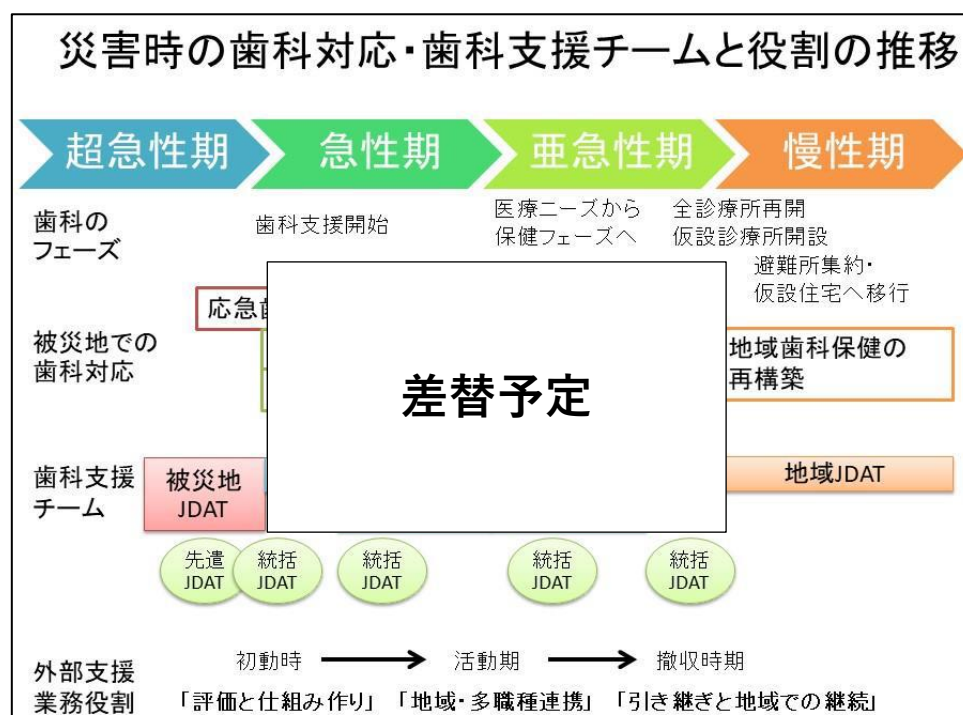 災害時の歯科対応・歯科支援チームと役割の推移
超急性期
急性期
亜急性期
慢性期
歯科の
フェーズ
歯科支援開始
医療ニーズから
保健フェーズへ
全診療所再開
仮設診療所開設
避難所集約・
仮設住宅へ移行
被災地での
歯科対応
応急
差替予定
地域歯科保健の
再構築
歯科支援
チーム
被災地
JDAT
地域JDAT
先遣
JDAT
統括
JDAT
統括
JDAT
統括
JDAT
統括
JDAT
外部支援
業務役割
初動時
活動期
撤収時期
「評価と仕組み作り」
「地域・多職種連携」
「引き継ぎと地域での継続」